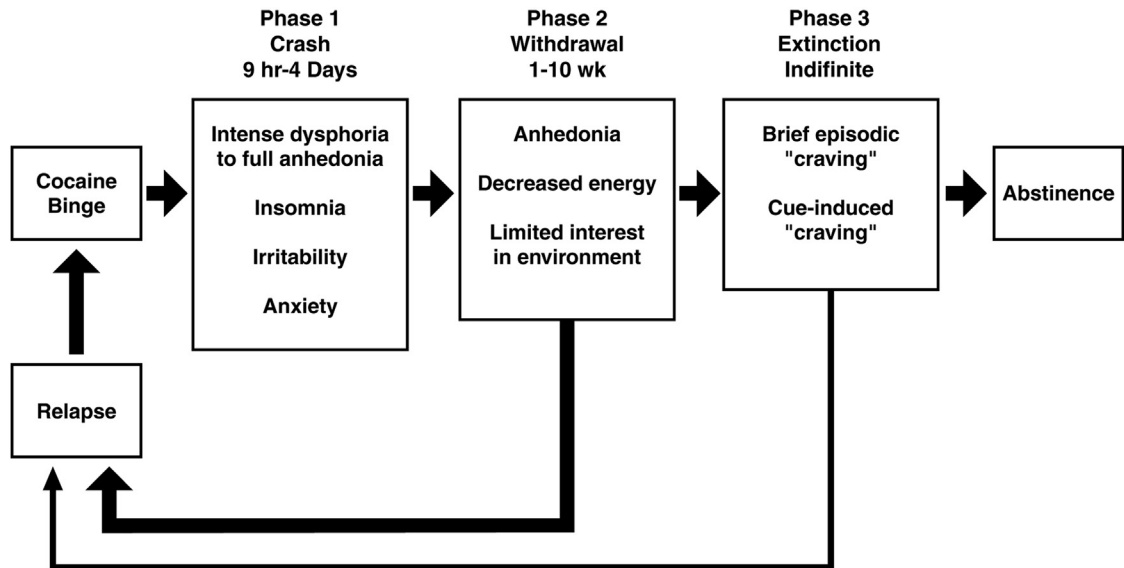 Phase 1
Crash
9 hr-4 Days
Phase 2
Withdrawal
1-10 wk
Phase 3
Extinction
Indifinite
Cocaine
Binge
Intense dysphoria
to full anhedonia
Insomnia
Irritability
Anxiety
Anhedonia
Decreased energy
Limited interest
in environment
Brief episodic
"craving"
Cue-induced
"craving"
Abstinence
Relapse